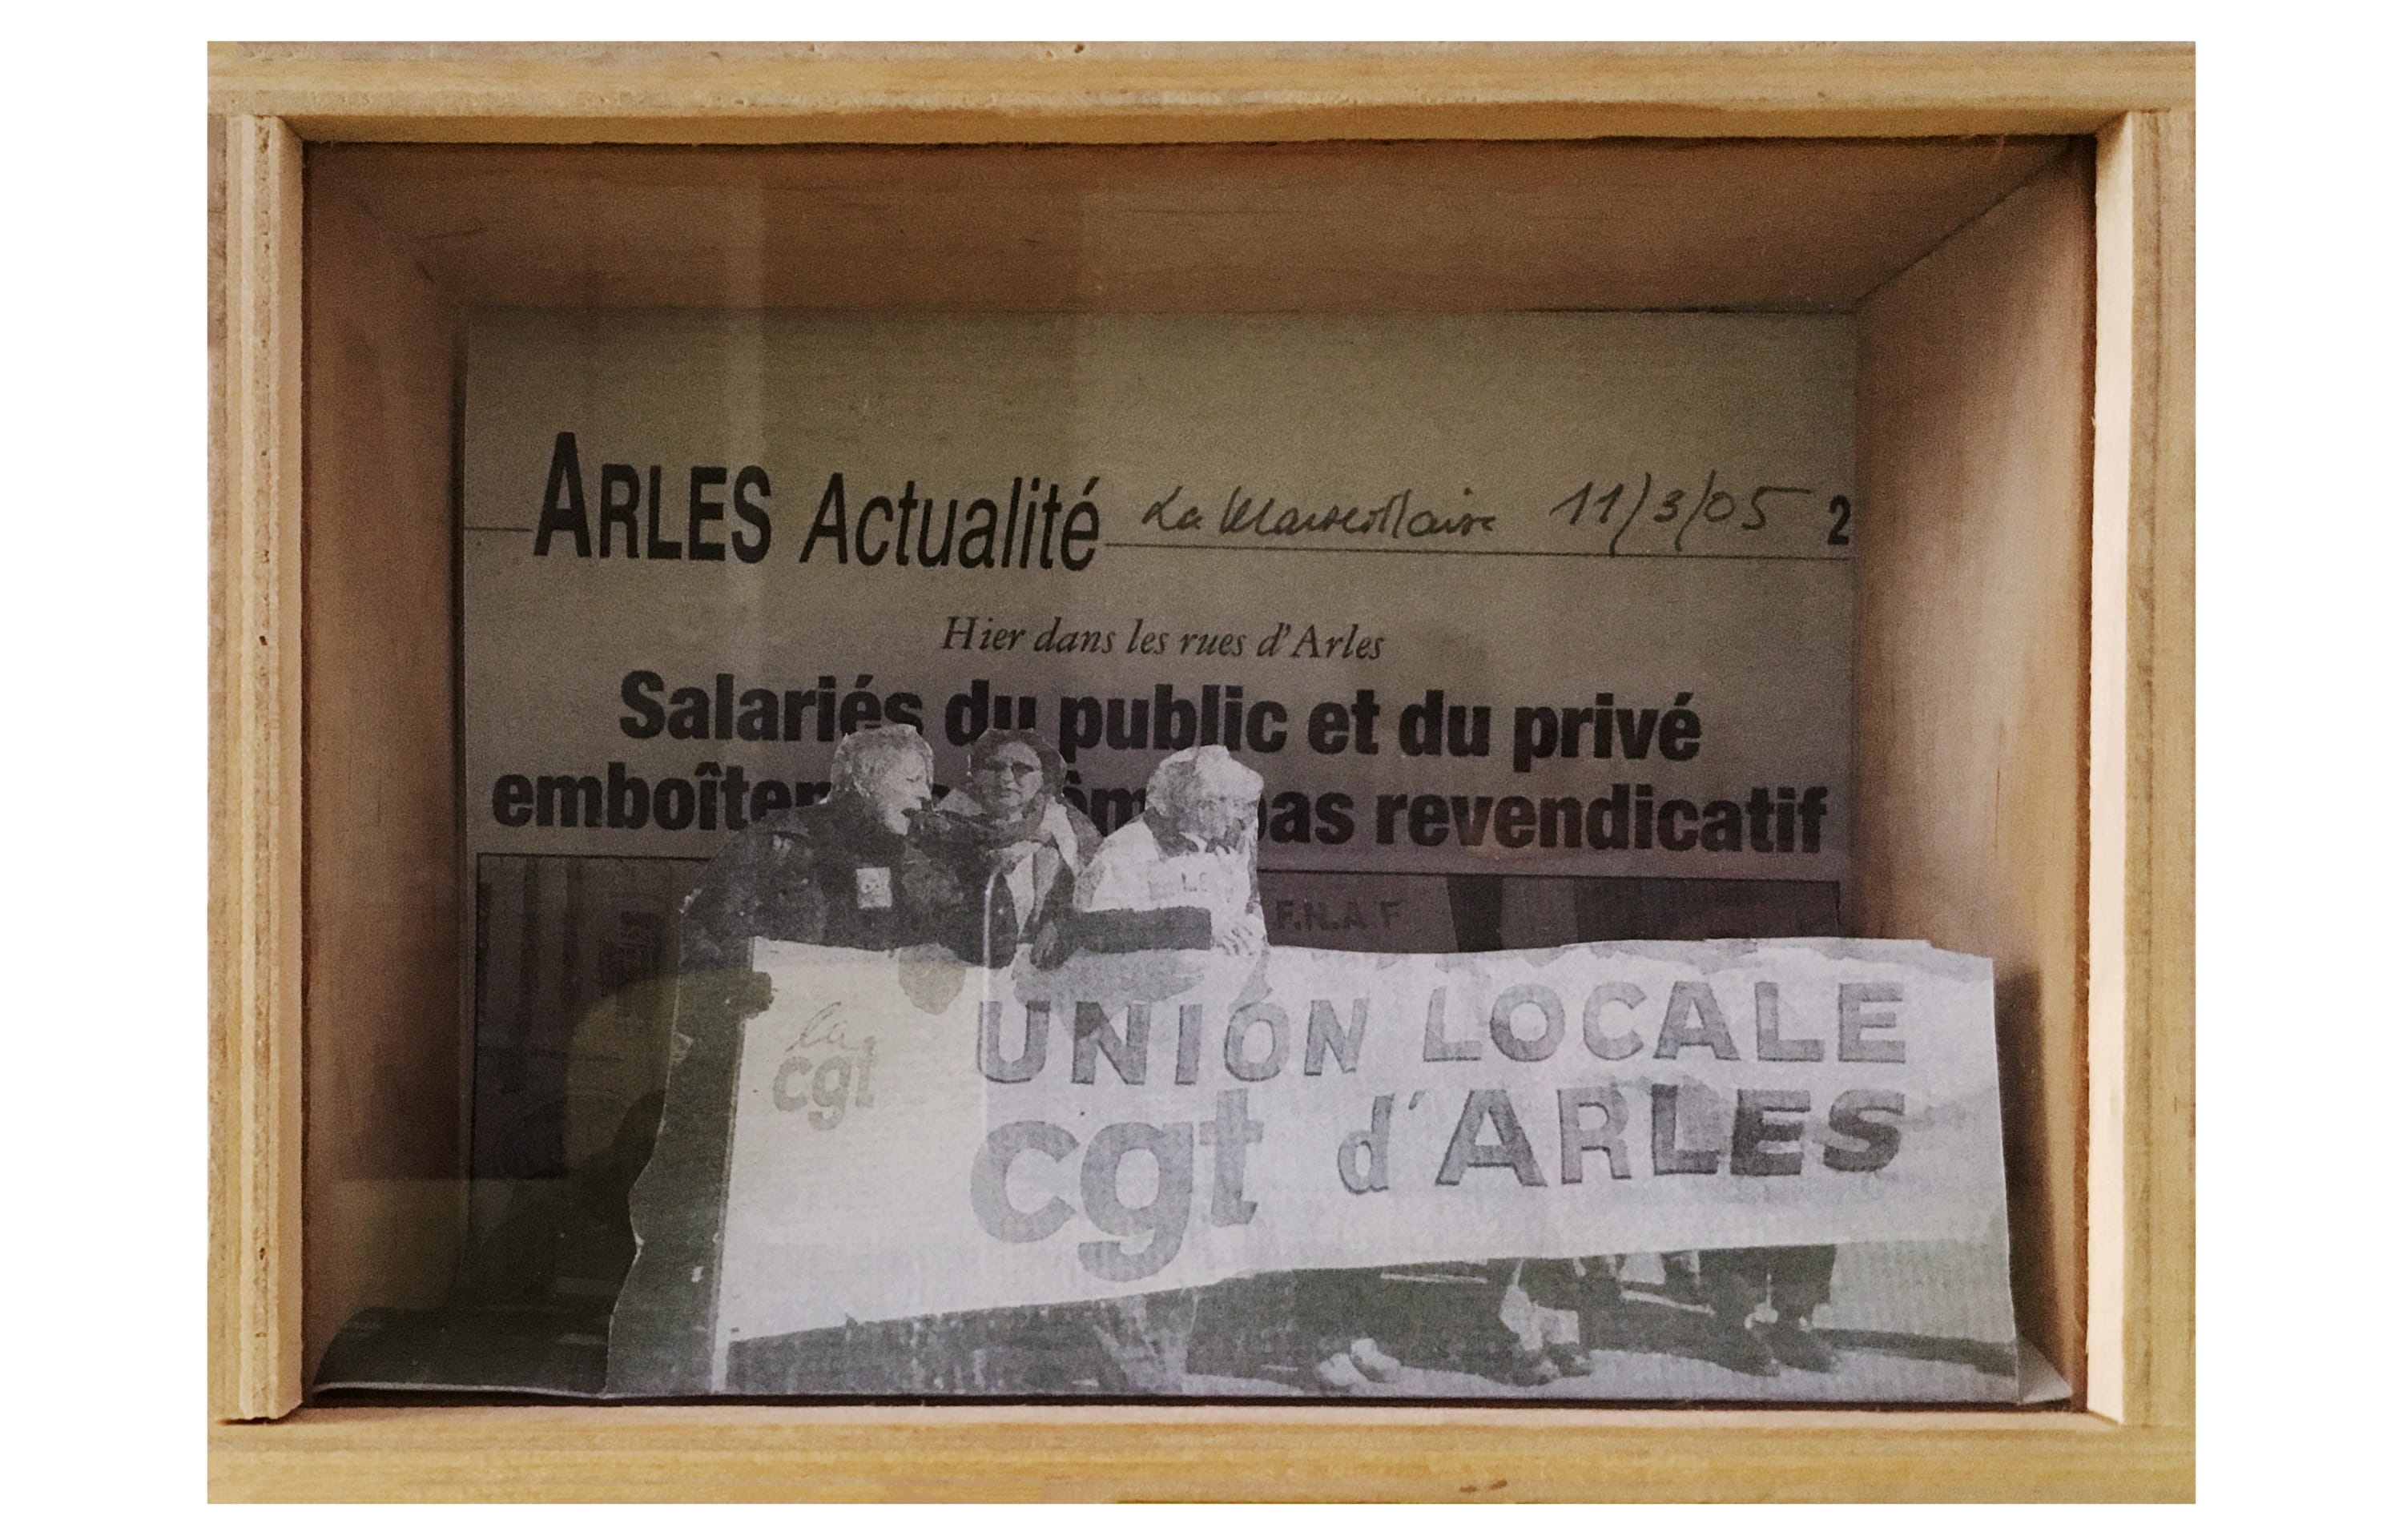 ARLES Actualité La Marseillaise 11/3/05 2
Hier dans les rues d'Arles
Salariés du public et du privé
pas revendicatif
F.N.A.F
la
cgt
UNION LOCALE
cgt d'ARLES